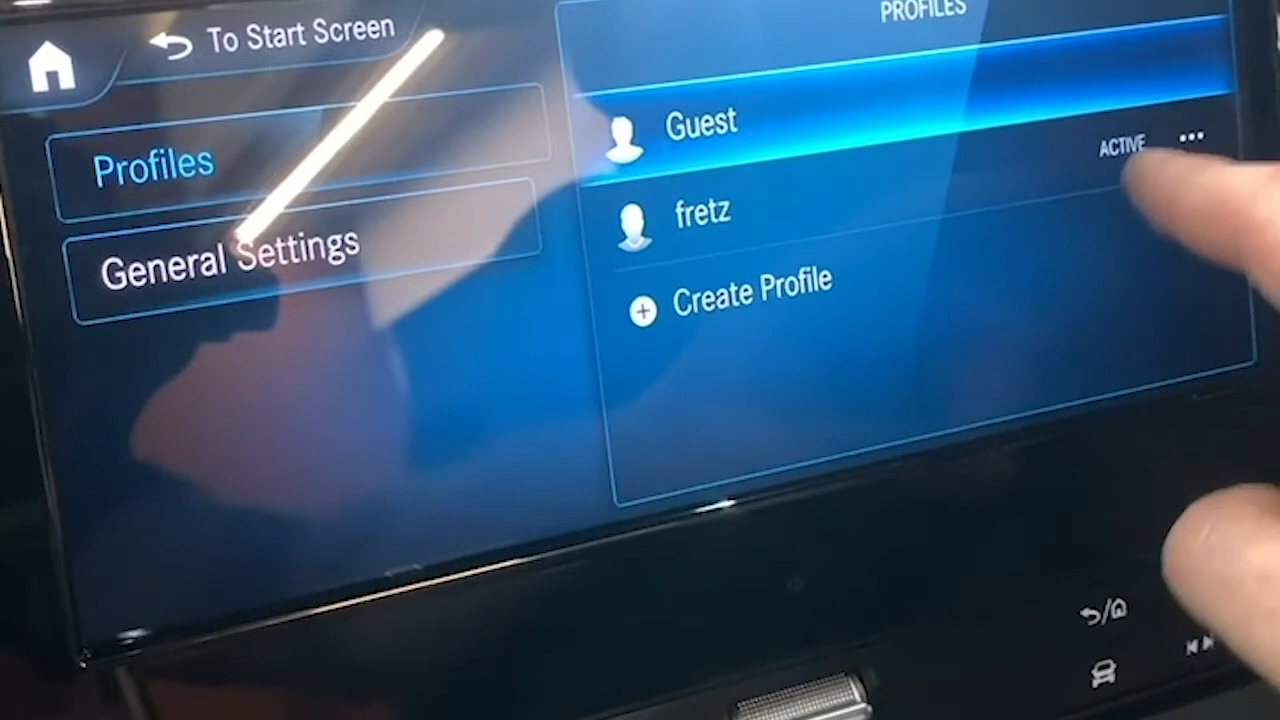 To Start Screen
PROFILES
Profiles
General Settings
Guest
fretz
ACTIVE
Create Profile